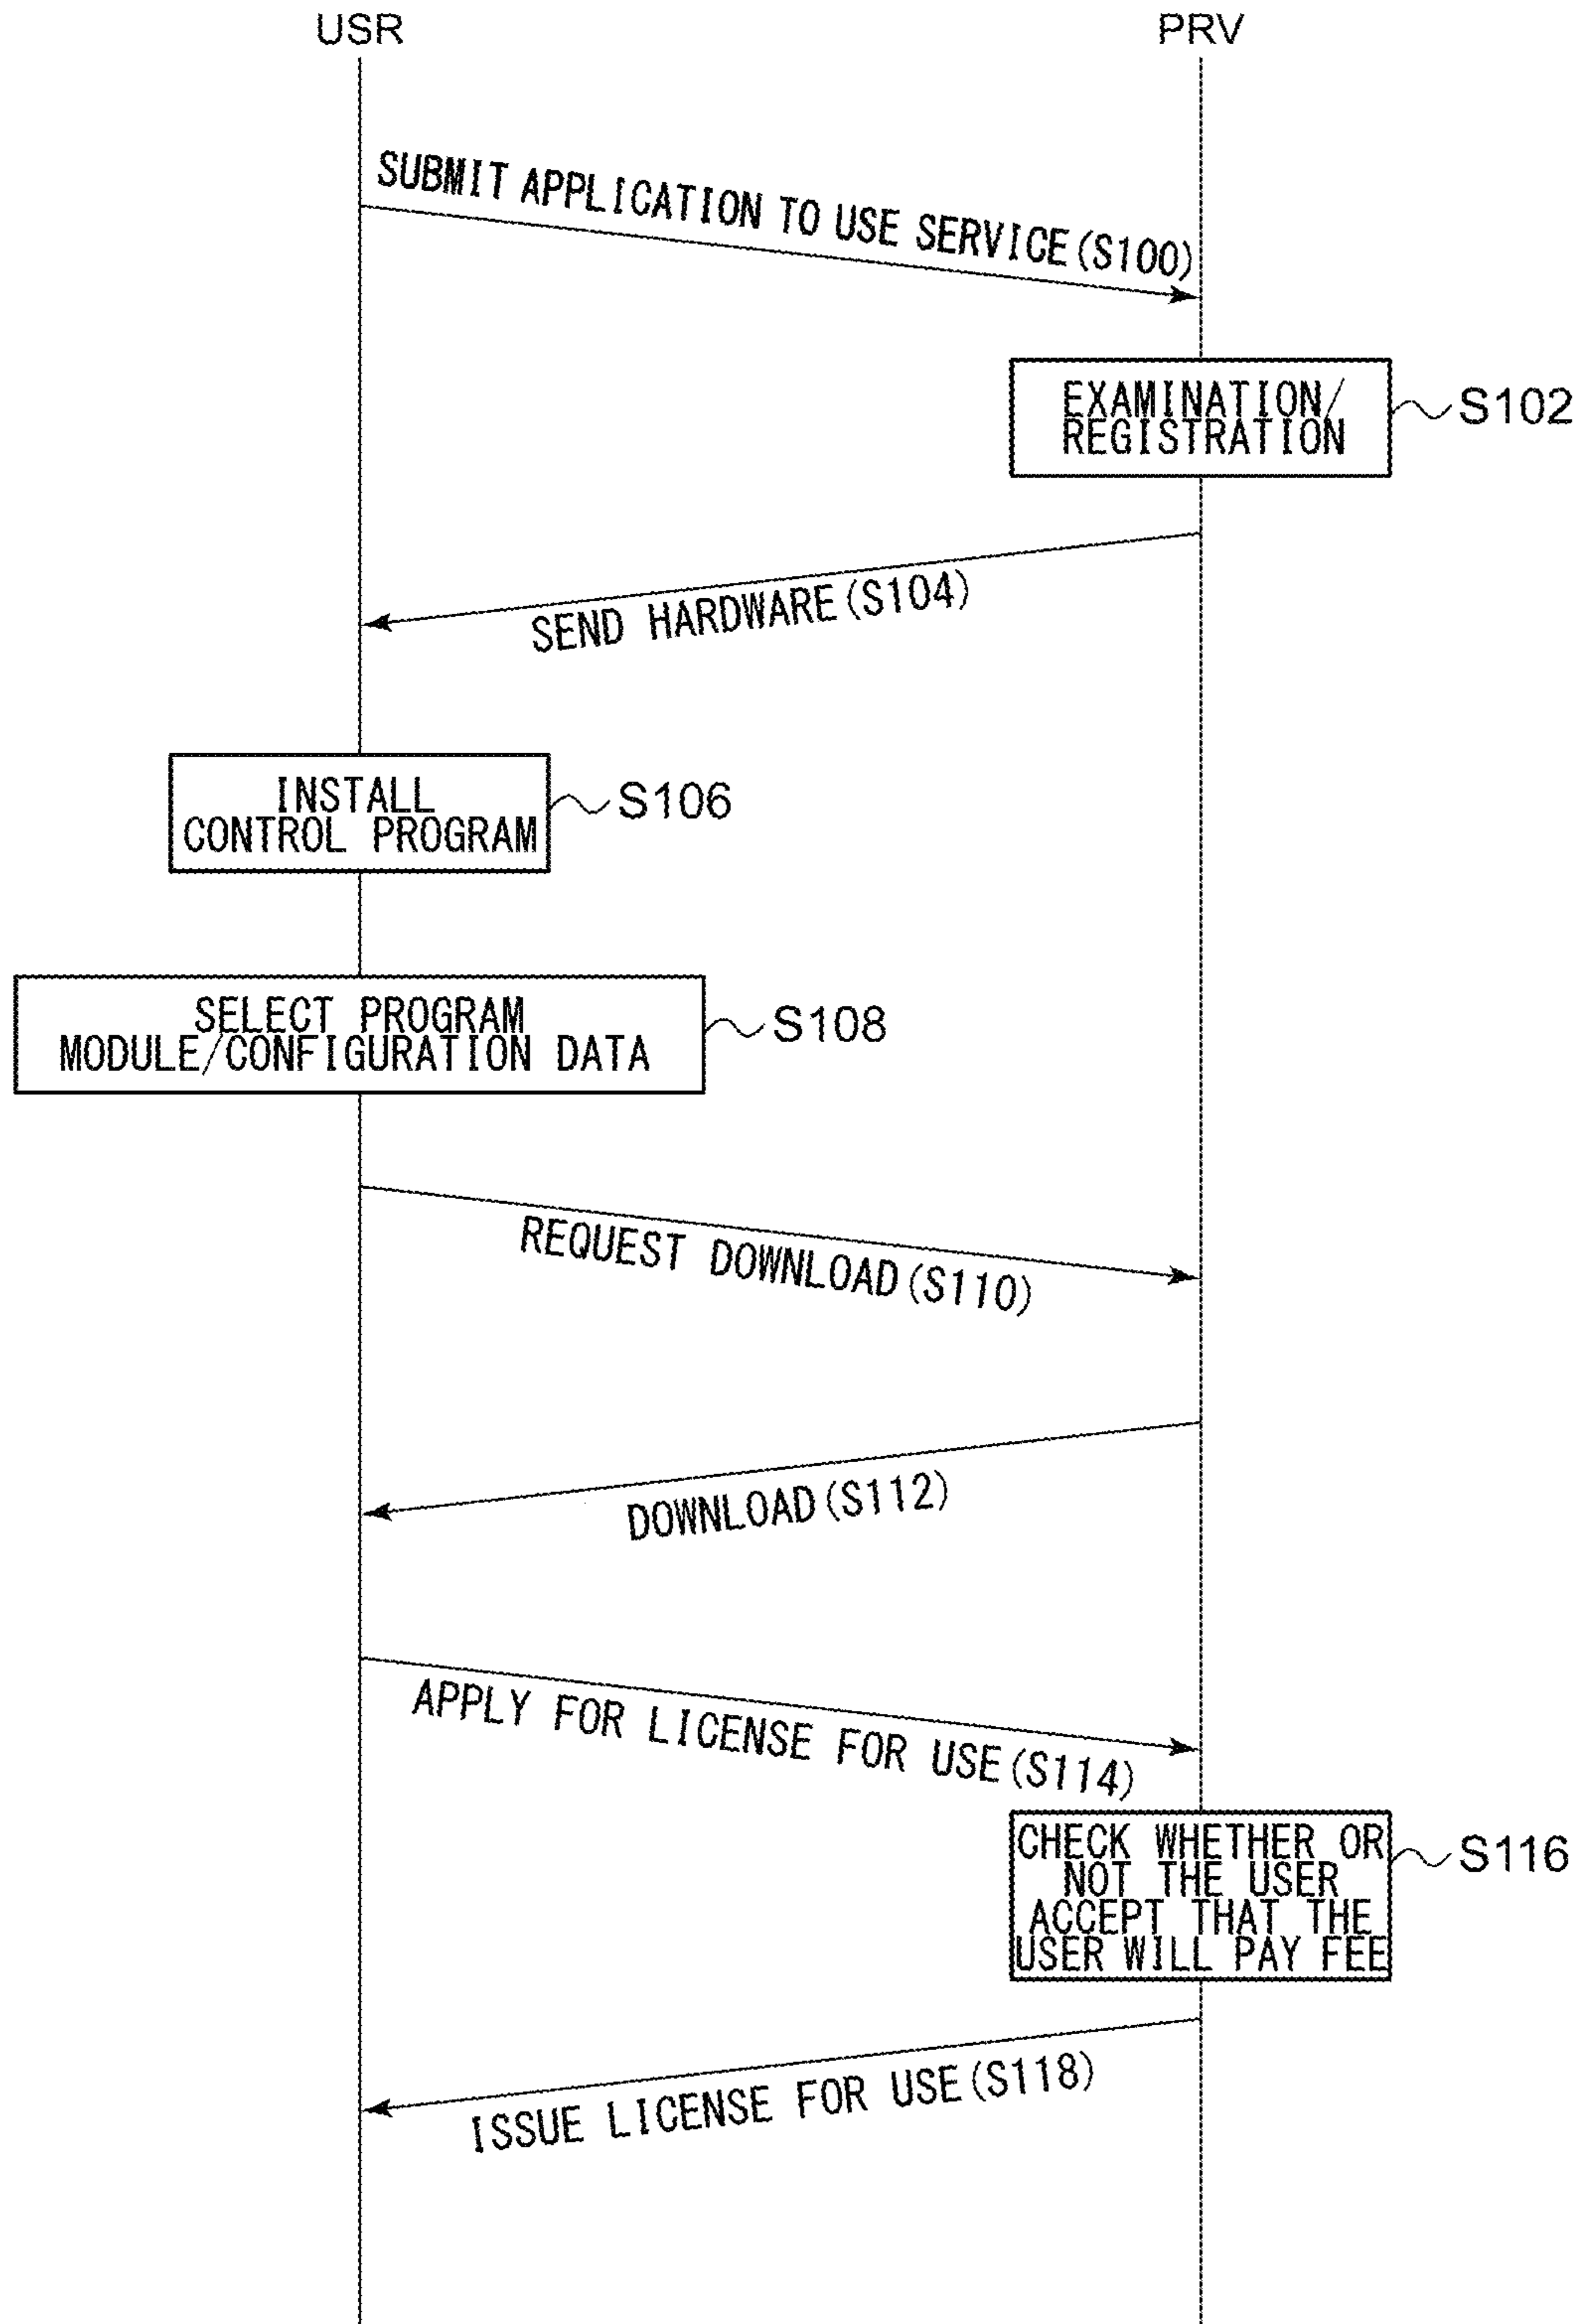 USR
PRV
SUBMIT APPLICATION TO USE SERVICE(S100)
EXAMINATION/
REGISTRATION
S102
SEND HARDWARE(S104)
INSTALL
CONTROL PROGRAM
S106
SELECT PROGRAM
MODULE/CONFIGURATION DATA
S108
REQUEST DOWNLOAD(S110)
DOWNLOAD(S112)
APPLY FOR LICENSE FOR USE(S114)
CHECK WHETHER OR
NOT THE USER
ACCEPT THAT THE
USER WILL PAY FEE
S116
ISSUE LICENSE FOR USE(S118)